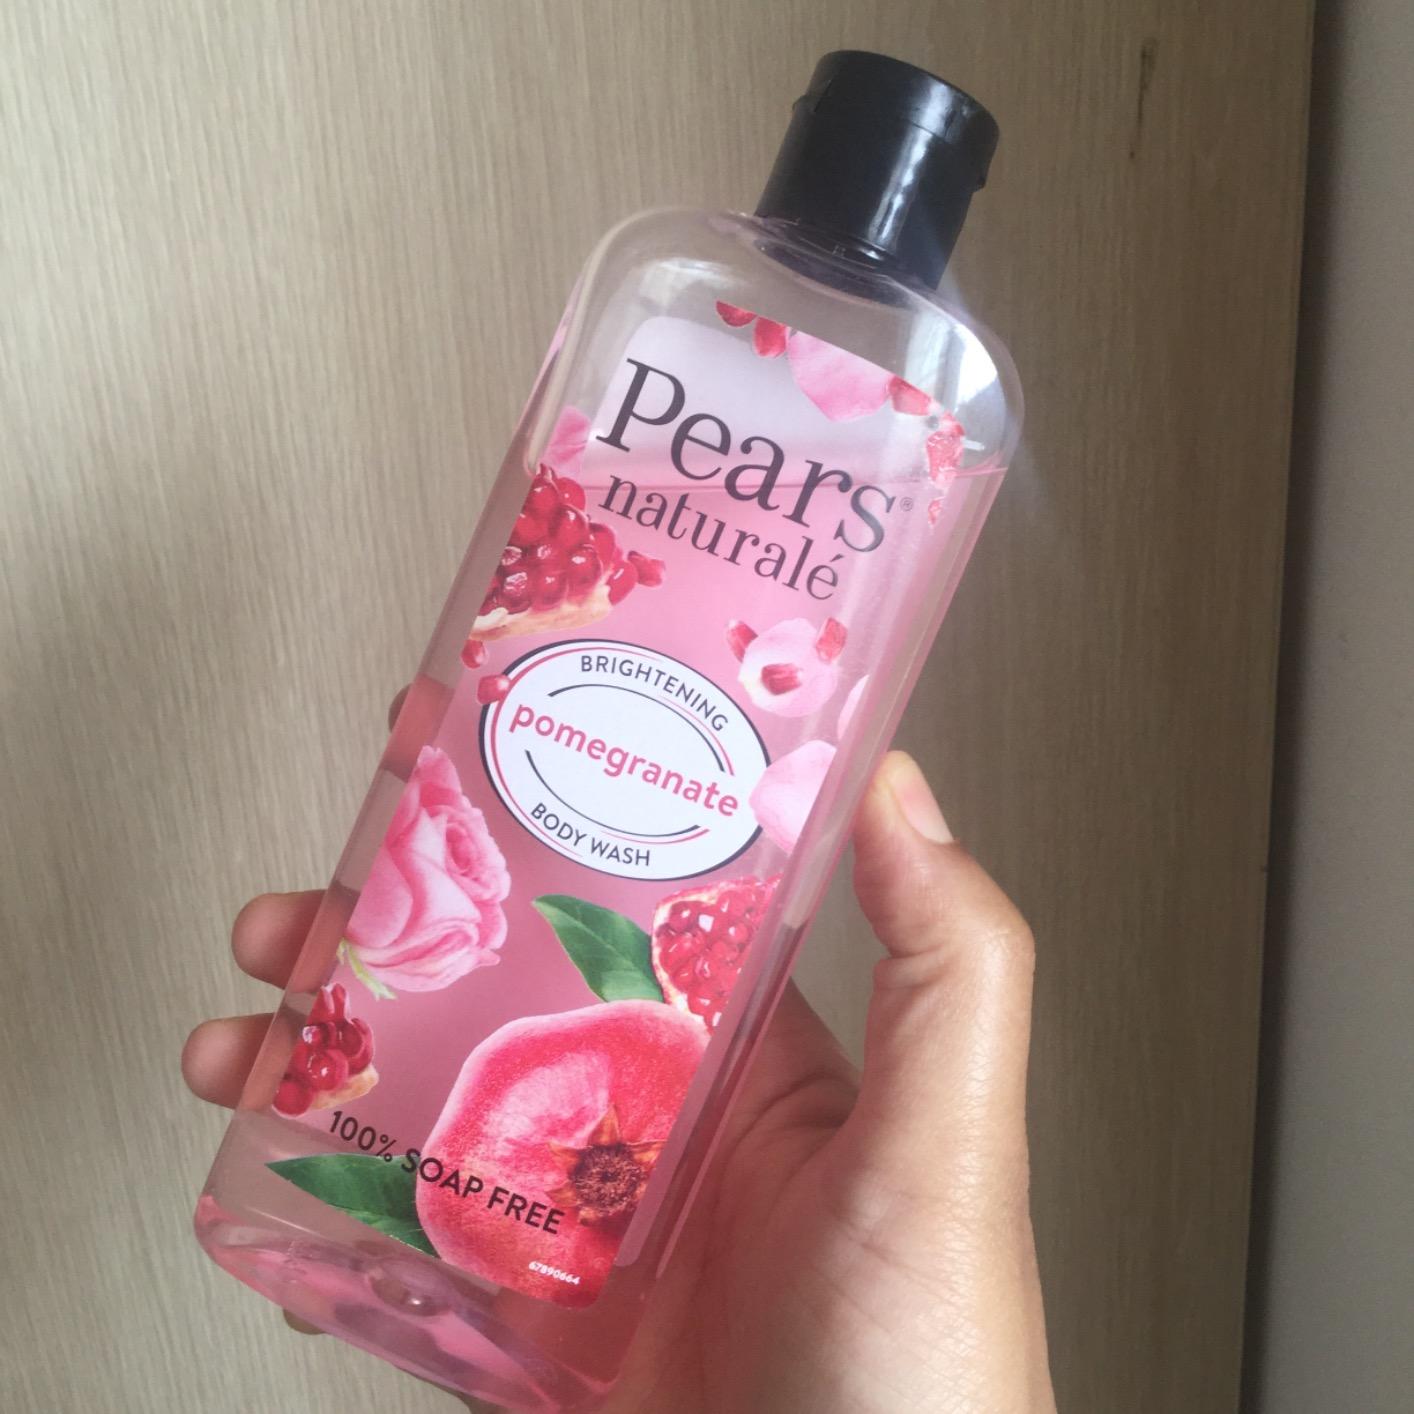 Pears®
naturalé
BRIGHTENING
pomegranate
BODY WASH
100% SOAP FREE
67890664